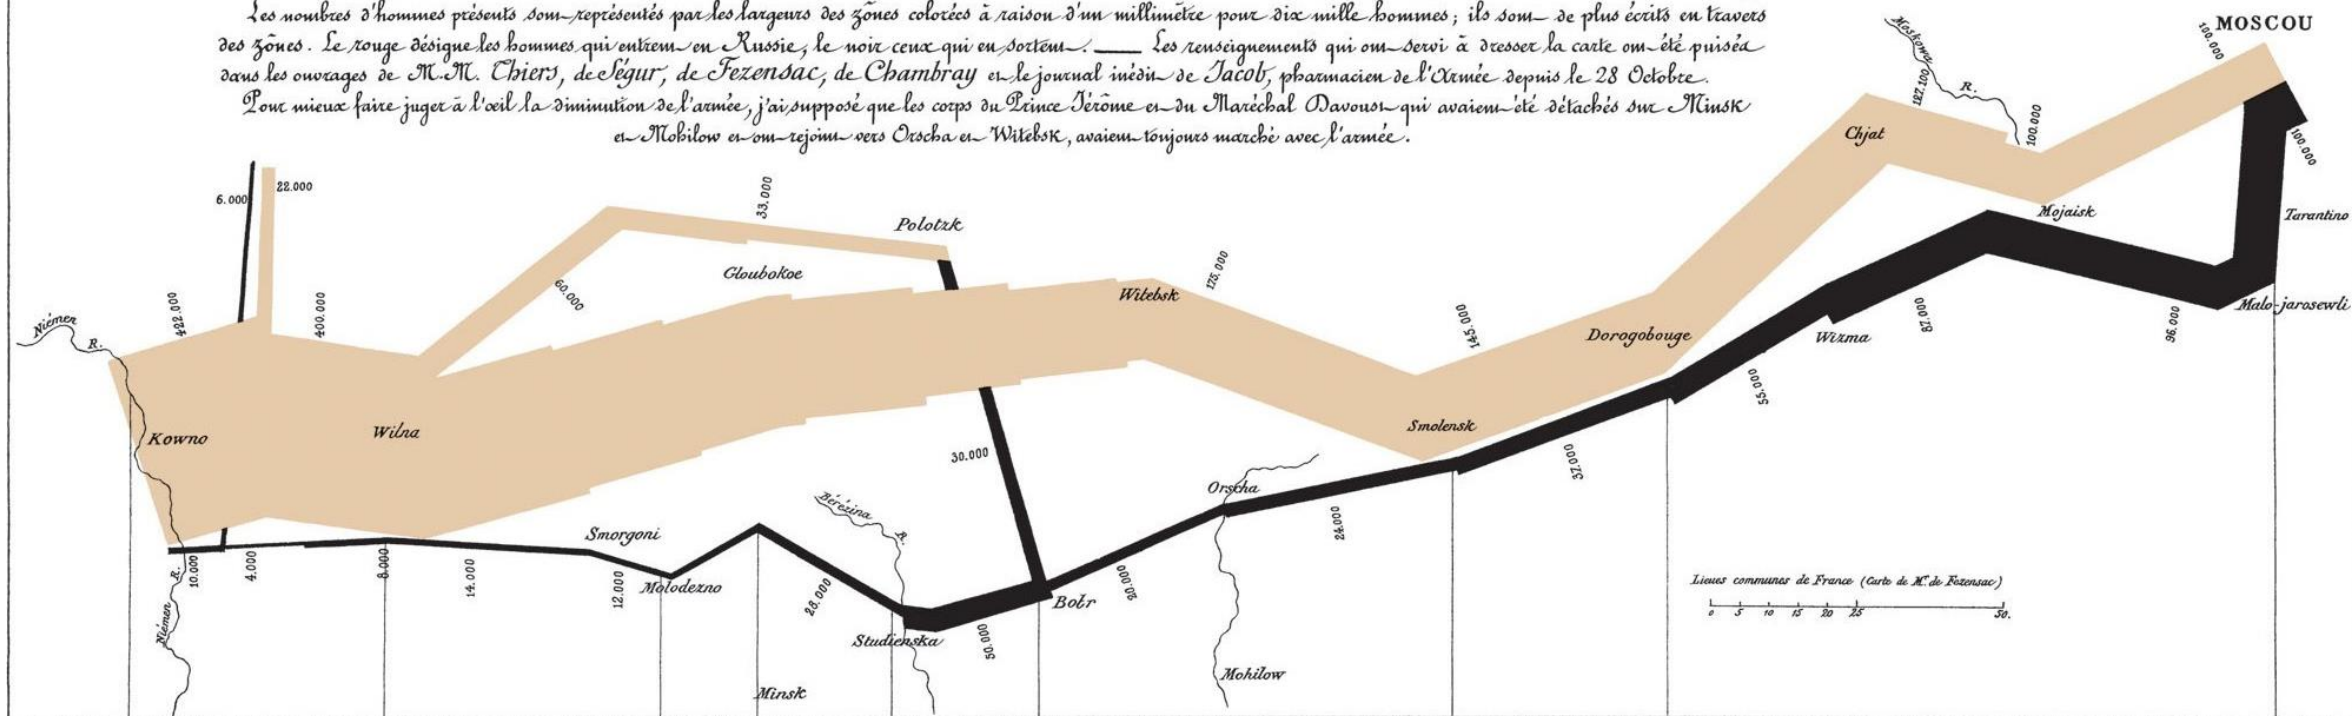 Les nombres d'hommes présents sont représentés par les largeurs des zônes colorées à raison d'un millimètre pour dix mille hommes; ils sont de plus écrits en travers
des zônes. Le rouge désigne les hommes qui entrent en Russie, le noir ceux qui en sortent. — Les renseignements qui ont servi à dresser la carte ont été puisés
dans les ouvrages de M.M. Thiers, de Ségur, de Fezensac, de Chambray et le journal inédit de Jacob, pharmacien de l'Armée depuis le 28 Octobre.
Pour mieux faire juger à l'œil la diminution de l'armée, j'ai supposé que les corps du Prince Jérôme et du Maréchal Davoust qui avaient été détachés sur Minsk
et Mohilow et ont rejoint vers Orscha et Witebsk, avaient toujours marché avec l'armée.
MOSCOU
100.000
Moskowa
R.
127.100
100.000
Chjat
100.000
6.000
22.000
33.000
Polotzk
Mojaisk
Tarantino
Gloubokoe
60.000
175.000
Witebsk
422.000
400.000
Niémen
R.
145.000
Dorogobouge
Wizma
87.000
96.000
Malo-jarosewli
55.000
Kowno
Wilna
Smolensk
30.000
37.000
Orscha
24.000
Bérézina
R.
Smorgoni
Molodezno
10.000
4.000
8.000
14.000
12.000
28.000
Studienska
50.000
Botr
20.000
R.
Niémen
Lieues communes de France (Carte de M. de Fezensac)
0 5 10 15 20 25 50.
Mohilow
Minsk